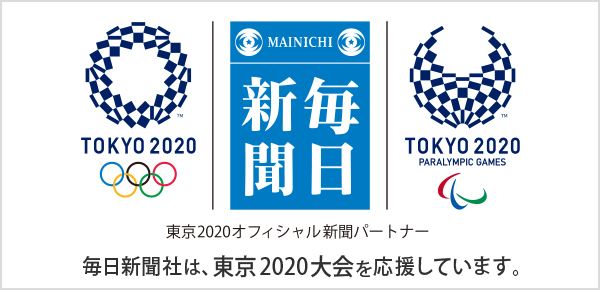 TOKYO 2020
MAINICHI
毎日
新聞
TOKYO 2020
PARALYMPIC GAMES
東京2020オフィシャル新聞パートナー
毎日新聞社は、東京2020大会を応援しています。